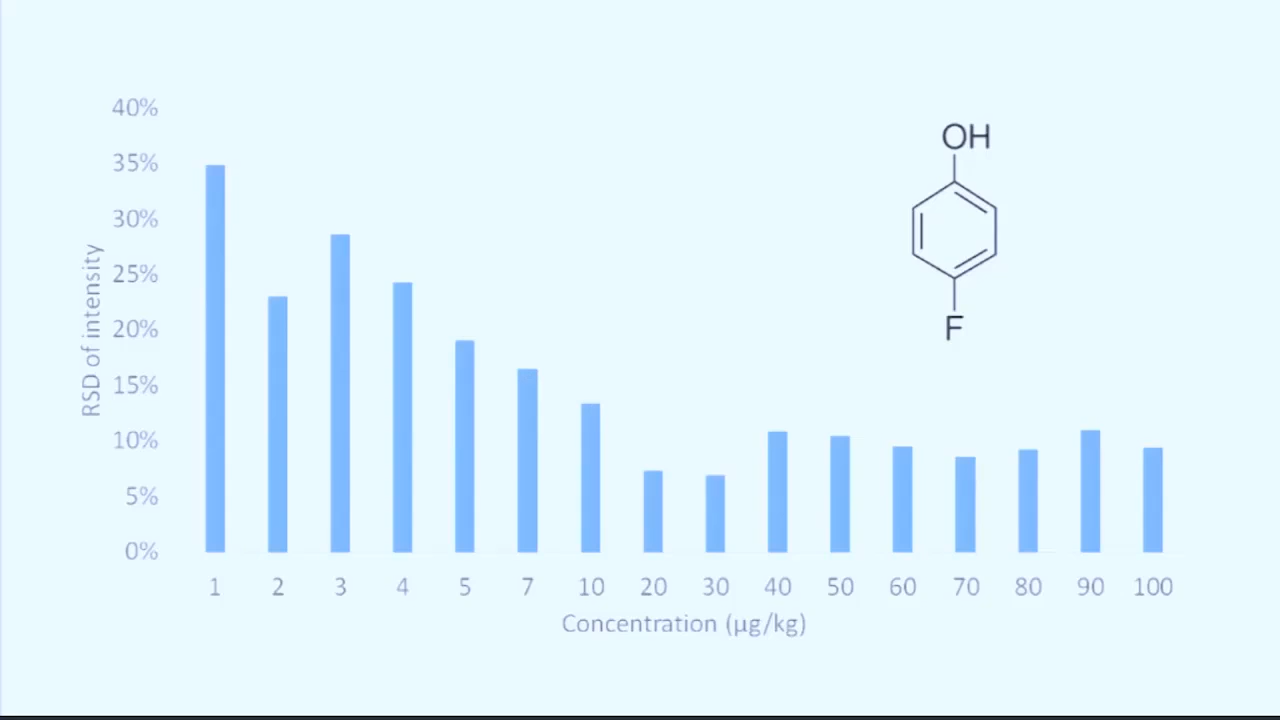 40%
35%
30%
25%
20%
15%
10%
5%
0%
RSD of intensity
OH
F
1 2 3 4 5 7 10 20 30 40 50 60 70 80 90 100
Concentration (µg/kg)